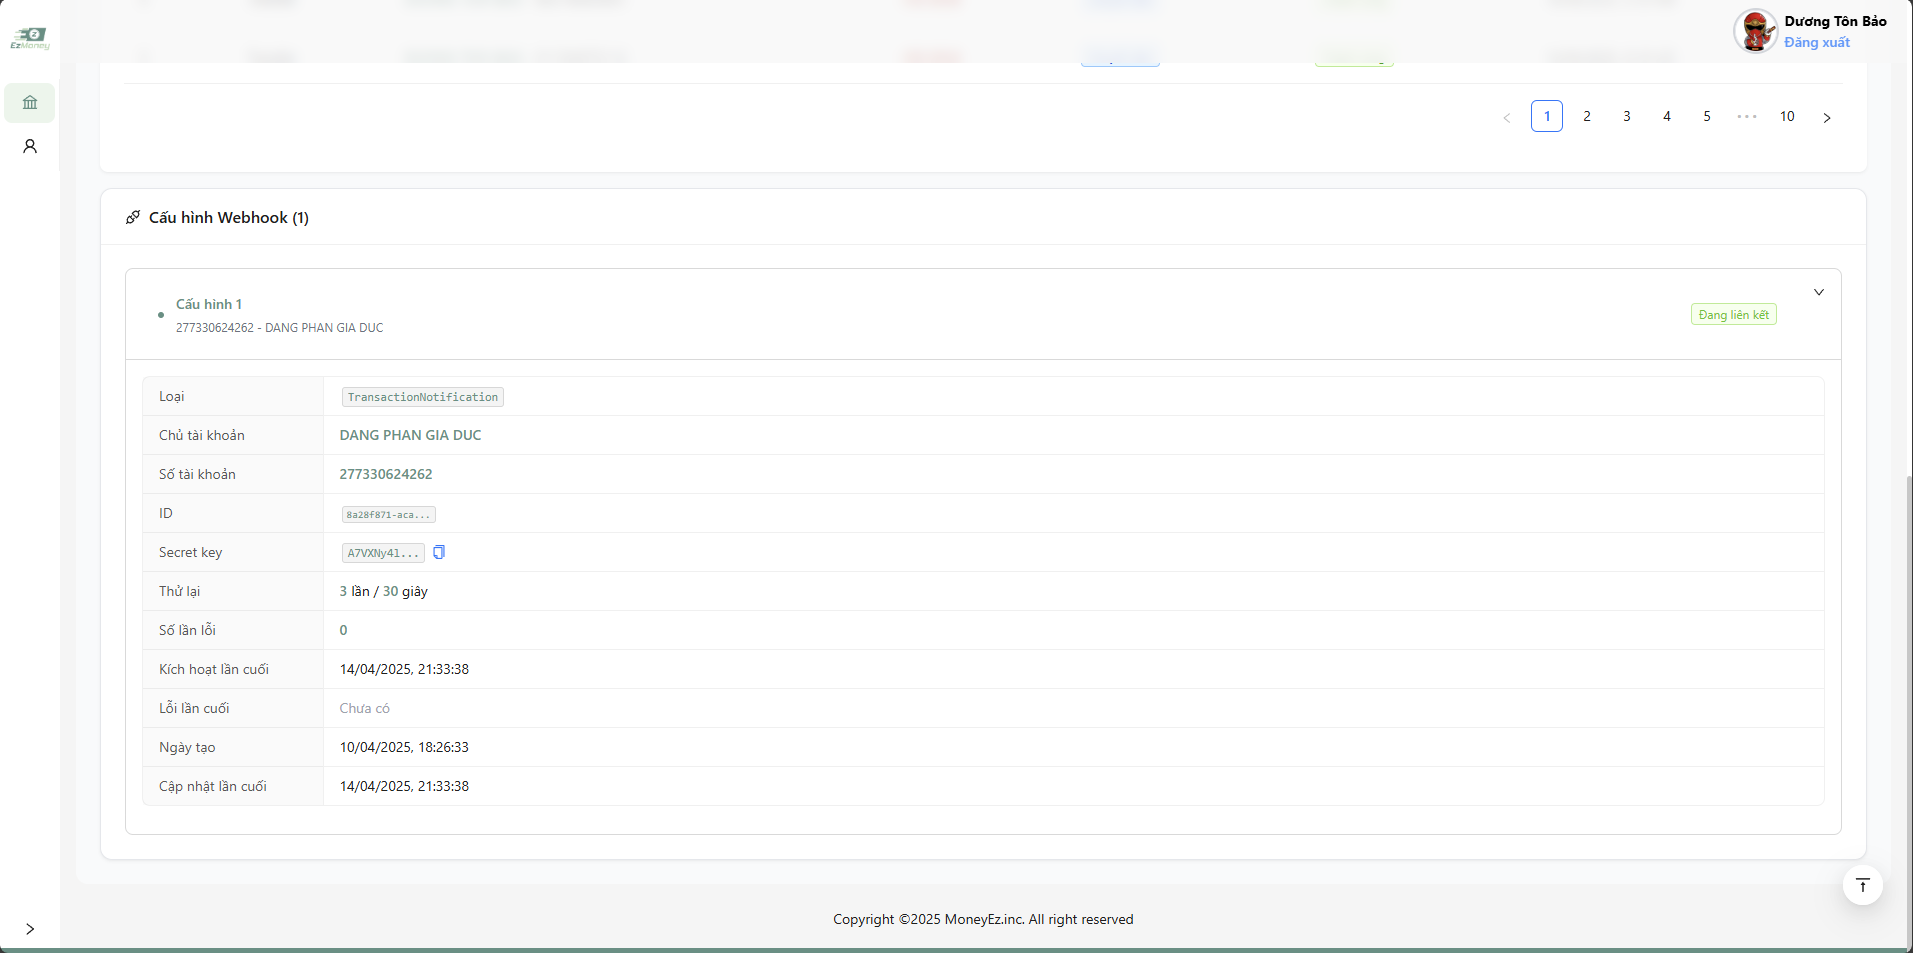 EzMoney
Dương Tôn Bảo
Đăng xuất
1 2 3 4 5 ··· 10
Cấu hình Webhook (1)
Cấu hình 1
277330624262 - DANG PHAN GIA DUC
Đang liên kết
Loại TransactionNotification
Chủ tài khoản DANG PHAN GIA DUC
Số tài khoản 277330624262
ID 8a28f871-aca...
Secret key A7VXNy41...
Thử lại 3 lần / 30 giây
Số lần lỗi 0
Kích hoạt lần cuối 14/04/2025, 21:33:38
Lỗi lần cuối Chưa có
Ngày tạo 10/04/2025, 18:26:33
Cập nhật lần cuối 14/04/2025, 21:33:38
Copyright ©2025 MoneyEz.inc. All right reserved